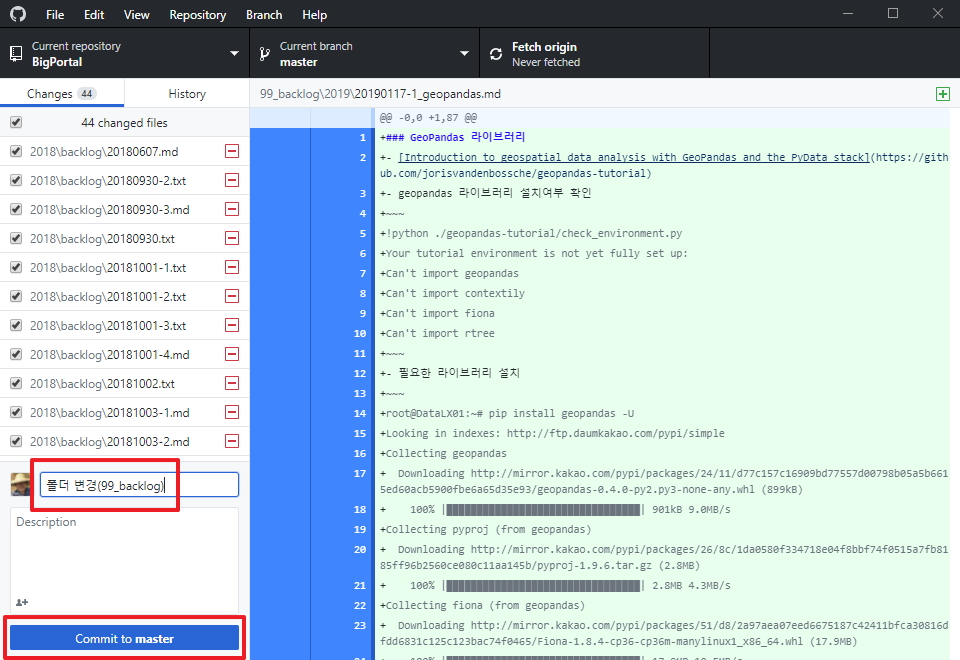 File Edit View Repository Branch Help
Current repository
BigPortal
Current branch
master
Fetch origin
Never fetched
Changes 44
History
99_backlog\2019\20190117-1_geopandas.md
44 changed files
2018\backlog\20180607.md
2018\backlog\20180930-2.txt
2018\backlog\20180930-3.md
2018\backlog\20180930.txt
2018\backlog\20181001-1.txt
2018\backlog\20181001-2.txt
2018\backlog\20181001-3.txt
2018\backlog\20181001-4.md
2018\backlog\20181002.txt
2018\backlog\20181003-1.md
2018\backlog\20181003-2.md
폴더 변경(99_backlog)
Description
Commit to master
@@ -0,0 +1,87 @@
1 +### GeoPandas 라이브러리
2 +- [Introduction to geospatial data analysis with GeoPandas and the PyData stack](https://gith
ub.com/jorisvandenbossche/geopandas-tutorial)
3 +- geopandas 라이브러리 설치여부 확인
4 +~~~
5 +!python ./geopandas-tutorial/check_environment.py
6 +Your tutorial environment is not yet fully set up:
7 +Can't import geopandas
8 +Can't import contextily
9 +Can't import fiona
10 +Can't import rtree
11 +~~~
12 +- 필요한 라이브러리 설치
13 +~~~
14 +root@DataLX01:~# pip install geopandas -U
15 +Looking in indexes: http://ftp.daumkakao.com/pypi/simple
16 +Collecting geopandas
17 +  Downloading http://mirror.kakao.com/pypi/packages/24/11/d77c157c16909bd77557d00798b05a5b661
5ed60acb5900fbe6a65d35e93/geopandas-0.4.0-py2.py3-none-any.whl (899kB)
18 +    100% |████████████████████████████████| 901kB 9.0MB/s
19 +Collecting pyproj (from geopandas)
20 +  Downloading http://mirror.kakao.com/pypi/packages/26/8c/1da0580f334718e04f8bbf74f0515a7fb81
85ff96b2560ce080c11aa145b/pyproj-1.9.6.tar.gz (2.8MB)
21 +    100% |████████████████████████████████| 2.8MB 4.3MB/s
22 +Collecting fiona (from geopandas)
23 +  Downloading http://mirror.kakao.com/pypi/packages/51/d8/2a97aea07eed6675187c42411bfca30816d
fdd6831c125c123bac74f0465/Fiona-1.8.4-cp36-cp36m-manylinux1_x86_64.whl (17.9MB)